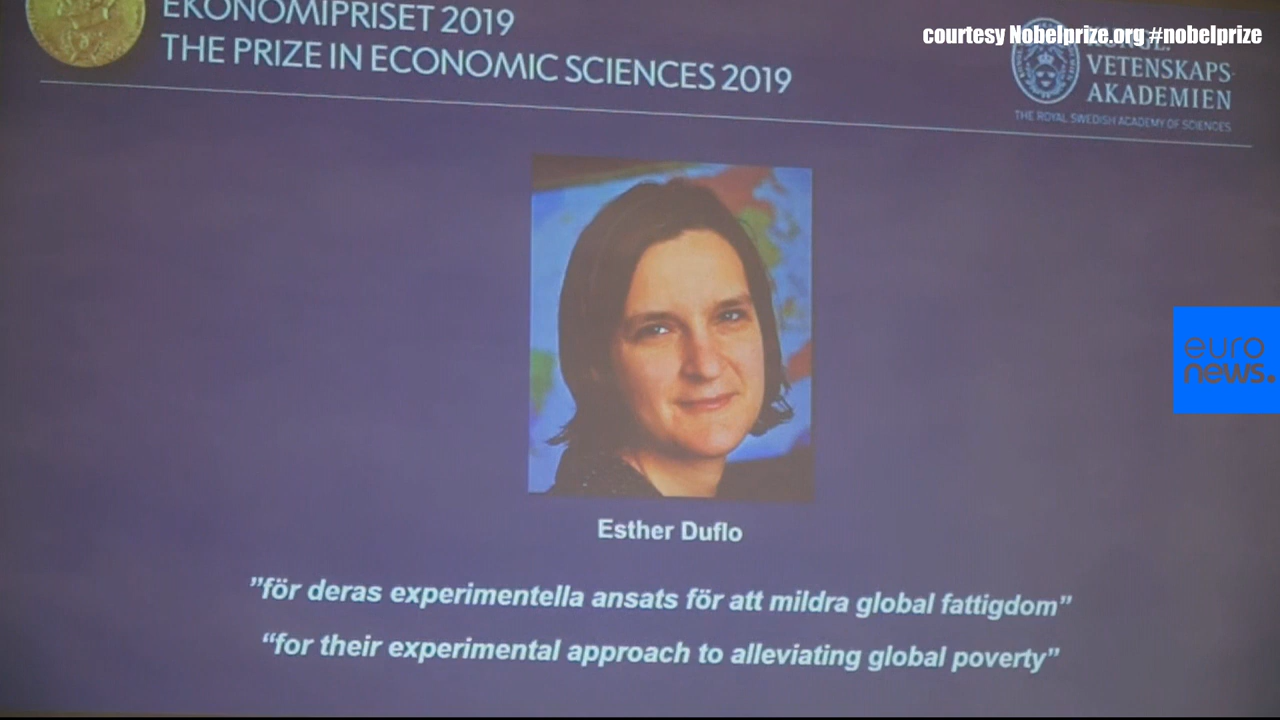 courtesy Nobelprize.org #nobelprize
EKONOMIPRISET 2019
THE PRIZE IN ECONOMIC SCIENCES 2019
KUNGL.
VETENSKAPS-
AKADEMIEN
THE ROYAL SWEDISH ACADEMY OF SCIENCES
euro
news.
Esther Duflo
”för deras experimentella ansats för att mildra global fattigdom”
“for their experimental approach to alleviating global poverty”